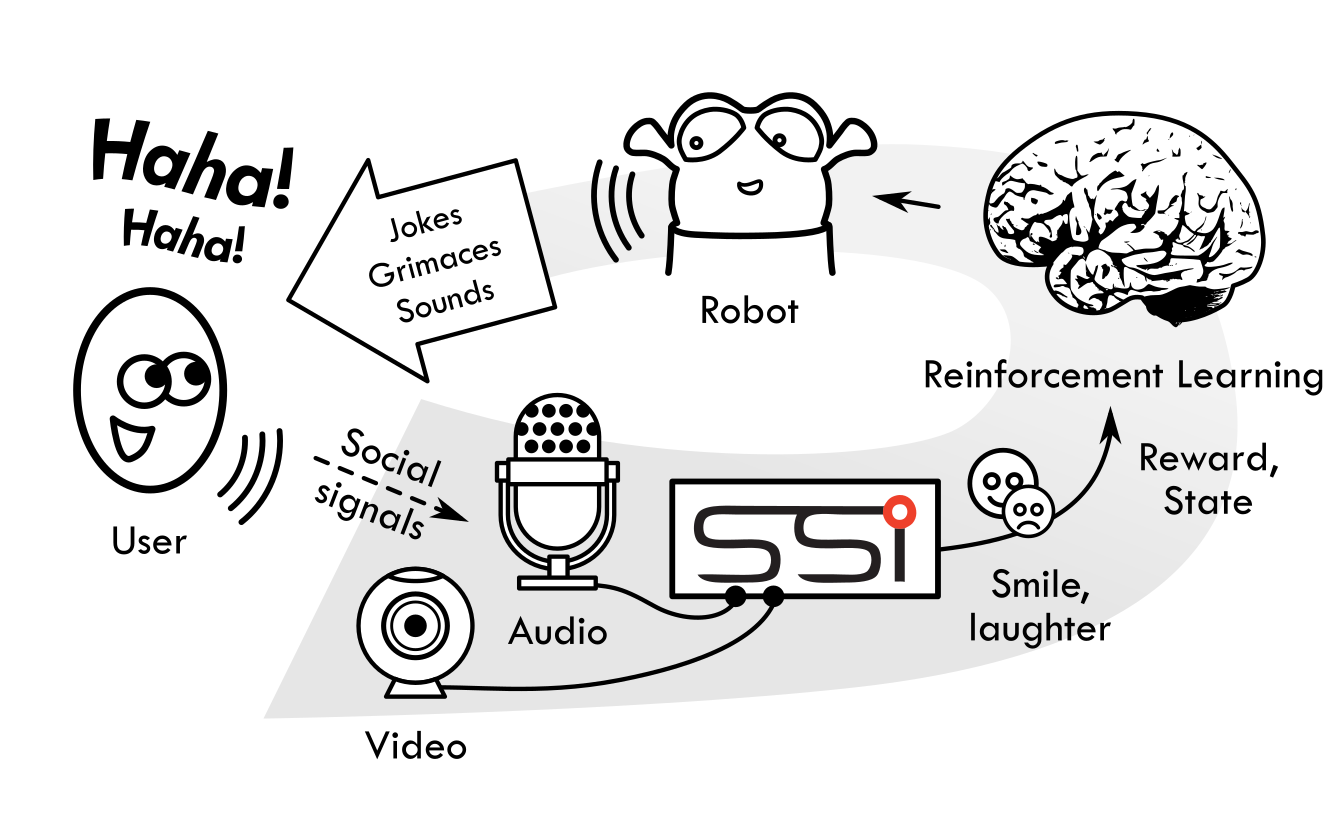 Haha!
Haha!
Jokes
Grimaces
Sounds
Robot
Reinforcement Learning
User
Social
signals
Audio
Video
SSi
Smile,
laughter
Reward,
State